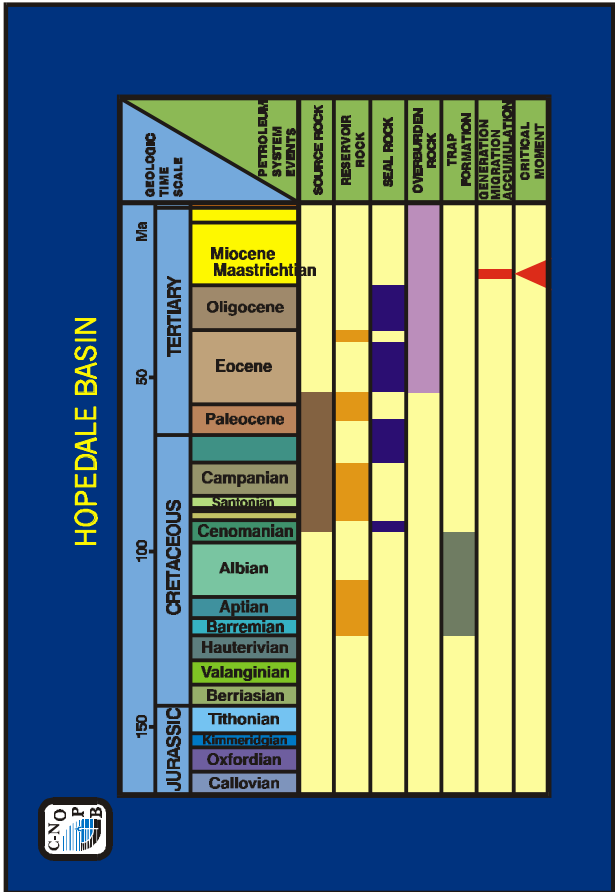 HOPEDALE BASIN
GEOLOGIC
TIME
SCALE
PETROLEUM
SYSTEM
EVENTS
SOURCE ROCK
RESERVOIR
ROCK
SEAL ROCK
OVERBURDEN
ROCK
TRAP
FORMATION
GENERATION
MIGRATION
ACCUMULATION
CRITICAL
MOMENT
Ma
50
100
150
TERTIARY
CRETACEOUS
JURASSIC
Miocene
Maastrichtian
Oligocene
Eocene
Paleocene
Campanian
Santonian
Cenomanian
Albian
Aptian
Barremian
Hauterivian
Valanginian
Berriasian
Tithonian
Kimmeridgian
Oxfordian
Callovian
C-NOPB